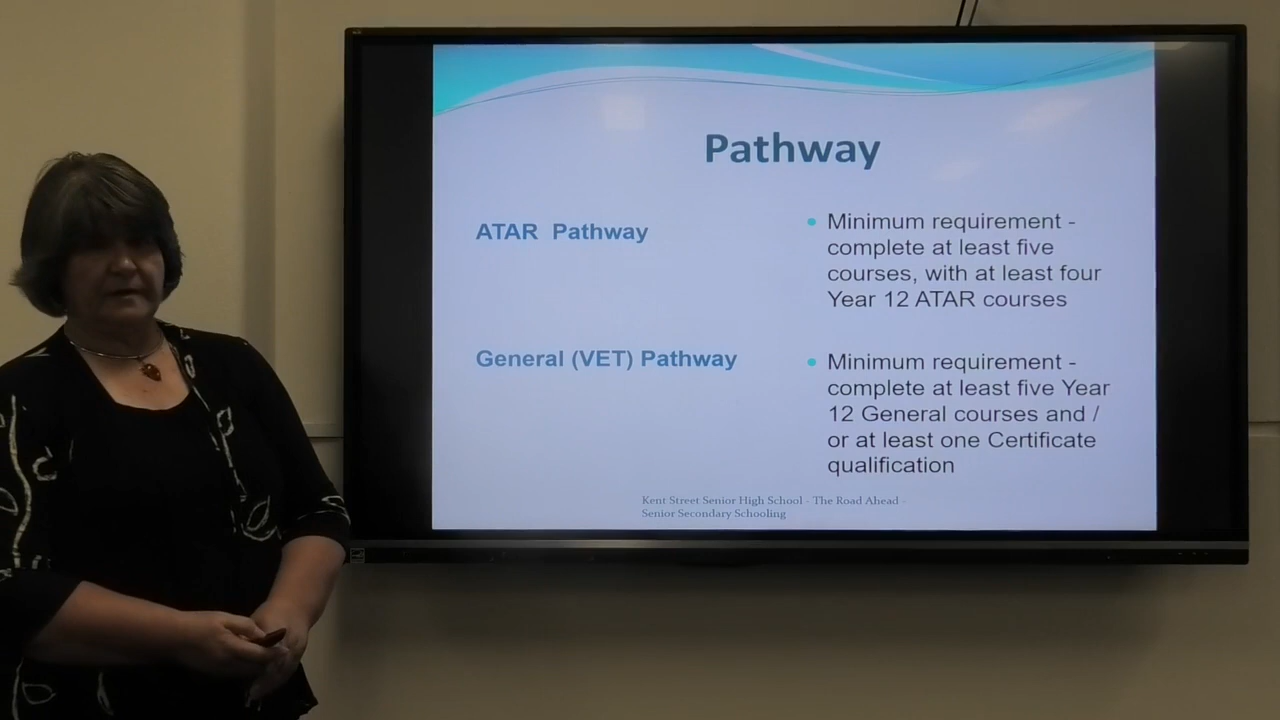 Pathway
ATAR Pathway
Minimum requirement -
complete at least five
courses, with at least four
Year 12 ATAR courses
General (VET) Pathway
Minimum requirement -
complete at least five Year
12 General courses and /
or at least one Certificate
qualification
Kent Street Senior High School - The Road Ahead -
Senior Secondary Schooling